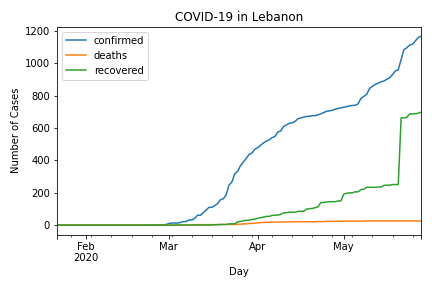 COVID-19 in Lebanon
confirmed
deaths
recovered
1200
1000
800
600
400
200
0
Number of Cases
Feb
2020
Mar
Apr
May
Day